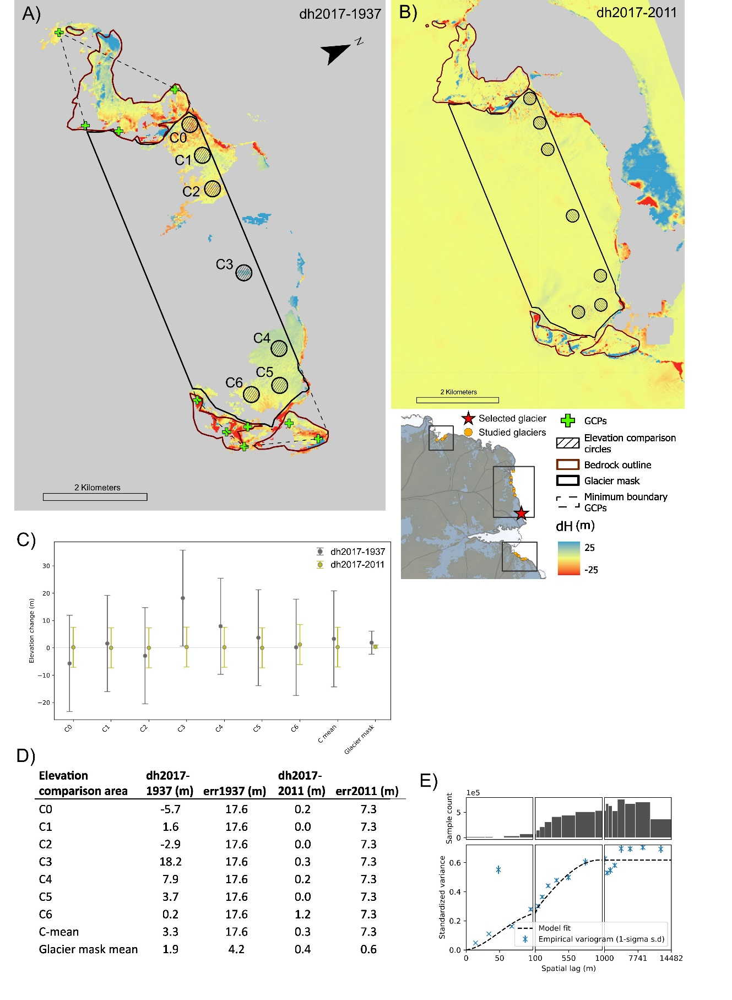 A)
dh2017-1937
N
C0
C1
C2
C3
C4
C5
C6
2 Kilometers
B)
dh2017-2011
2 Kilometers
Selected glacier
Studied glaciers
GCPs
Elevation comparison
circles
Bedrock outline
Glacier mask
Minimum boundary
GCPs
dH (m)
25
-25
C)
dh2017-1937
dh2017-2011
Elevation change (m)
30
20
10
0
−10
−20
C0
C1
C2
C3
C4
C5
C6
C mean
Glacier mask
D)
Elevation dh2017- dh2017-
comparison area 1937 (m) err1937 (m) 2011 (m) err2011 (m)
C0 -5.7 17.6 0.2 7.3
C1 1.6 17.6 0.0 7.3
C2 -2.9 17.6 0.0 7.3
C3 18.2 17.6 0.3 7.3
C4 7.9 17.6 0.2 7.3
C5 3.7 17.6 0.0 7.3
C6 0.2 17.6 1.2 7.3
C-mean 3.3 17.6 0.3 7.3
Glacier mask mean 1.9 4.2 0.4 0.6
E)
1e5
Sample count
5
0
Standardized variance
0.6
0.4
0.2
0.0
Model fit
Empirical variogram (1-sigma s.d)
0 50 100 550 1000 7741 14482
Spatial lag (m)